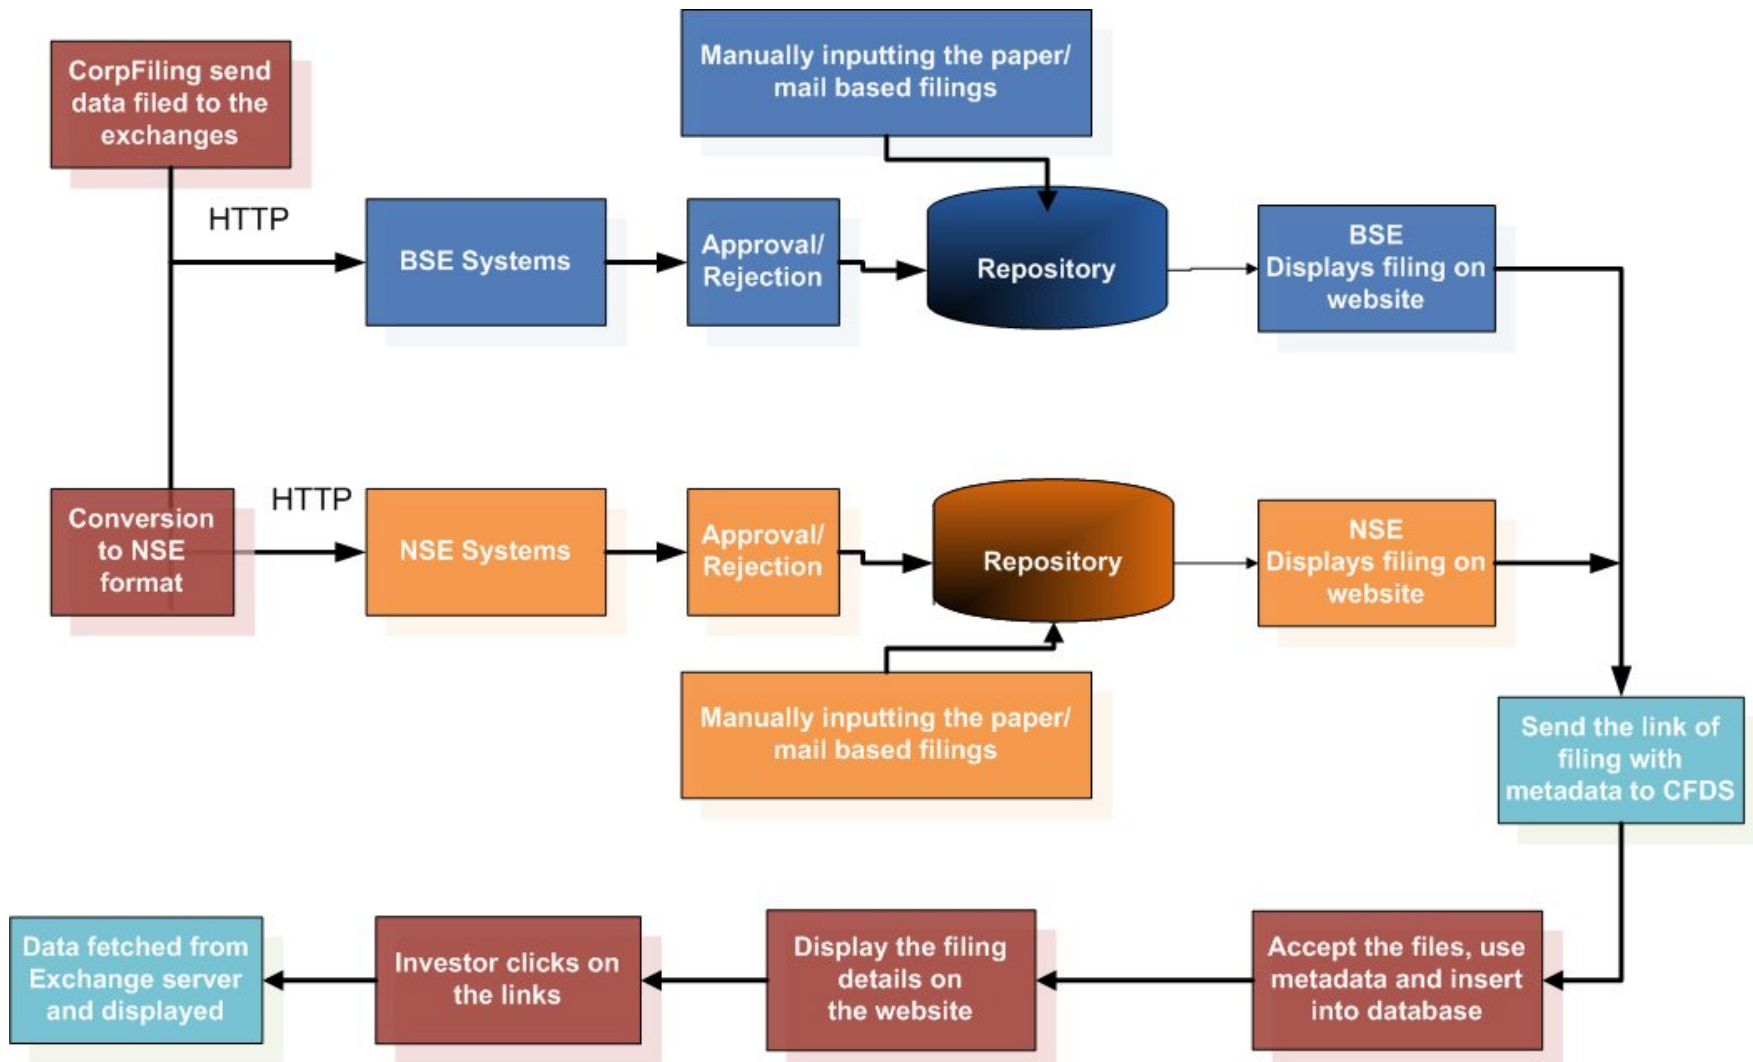 CorpFiling send
data filed to the
exchanges
Manually inputting the paper/
mail based filings
HTTP
BSE Systems
Approval/
Rejection
Repository
BSE
Displays filing on
website
Conversion
to NSE
format
HTTP
NSE Systems
Approval/
Rejection
Repository
NSE
Displays filing on
website
Manually inputting the paper/
mail based filings
Send the link of
filing with
metadata to CFDS
Data fetched from
Exchange server
and displayed
Investor clicks on
the links
Display the filing
details on
the website
Accept the files, use
metadata and insert
into database